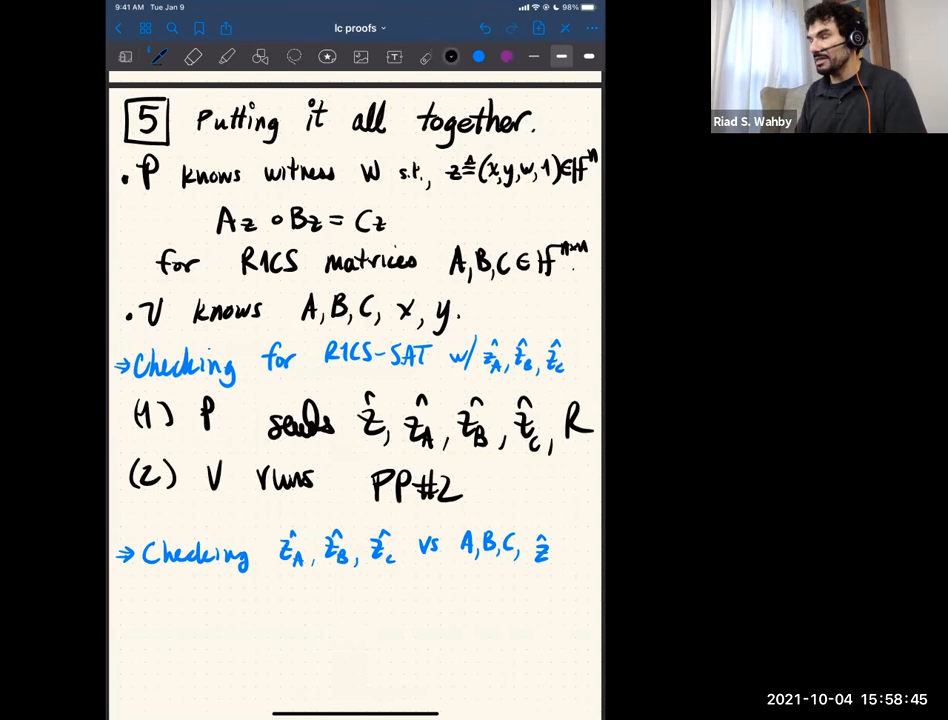 9:41 AM Tue Jan 9
98%
lc proofs
5 Putting it all together.
• P knows witness w s.t., z ≜ (x,y,w,1) ∈ 𝔽ⁿ
Az ∘ Bz = Cz
for R1CS matrices A,B,C ∈ 𝔽ⁿˣⁿ.
• V knows A, B, C, x, y.
⇒ Checking for R1CS-SAT w/ ẑ_A, ẑ_B, ẑ_C
(1) P sends ẑ, ẑ_A, ẑ_B, ẑ_C, R
(2) V runs PP#2
⇒ Checking ẑ_A, ẑ_B, ẑ_C vs A,B,C, ẑ
Riad S. Wahby
2021-10-04 15:58:45